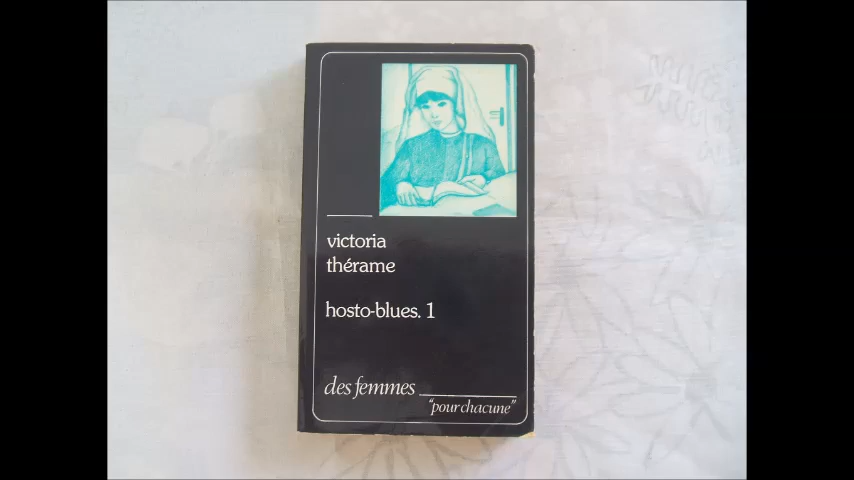 victoria
thérame
hosto-blues. 1
des femmes
"pour chacune"